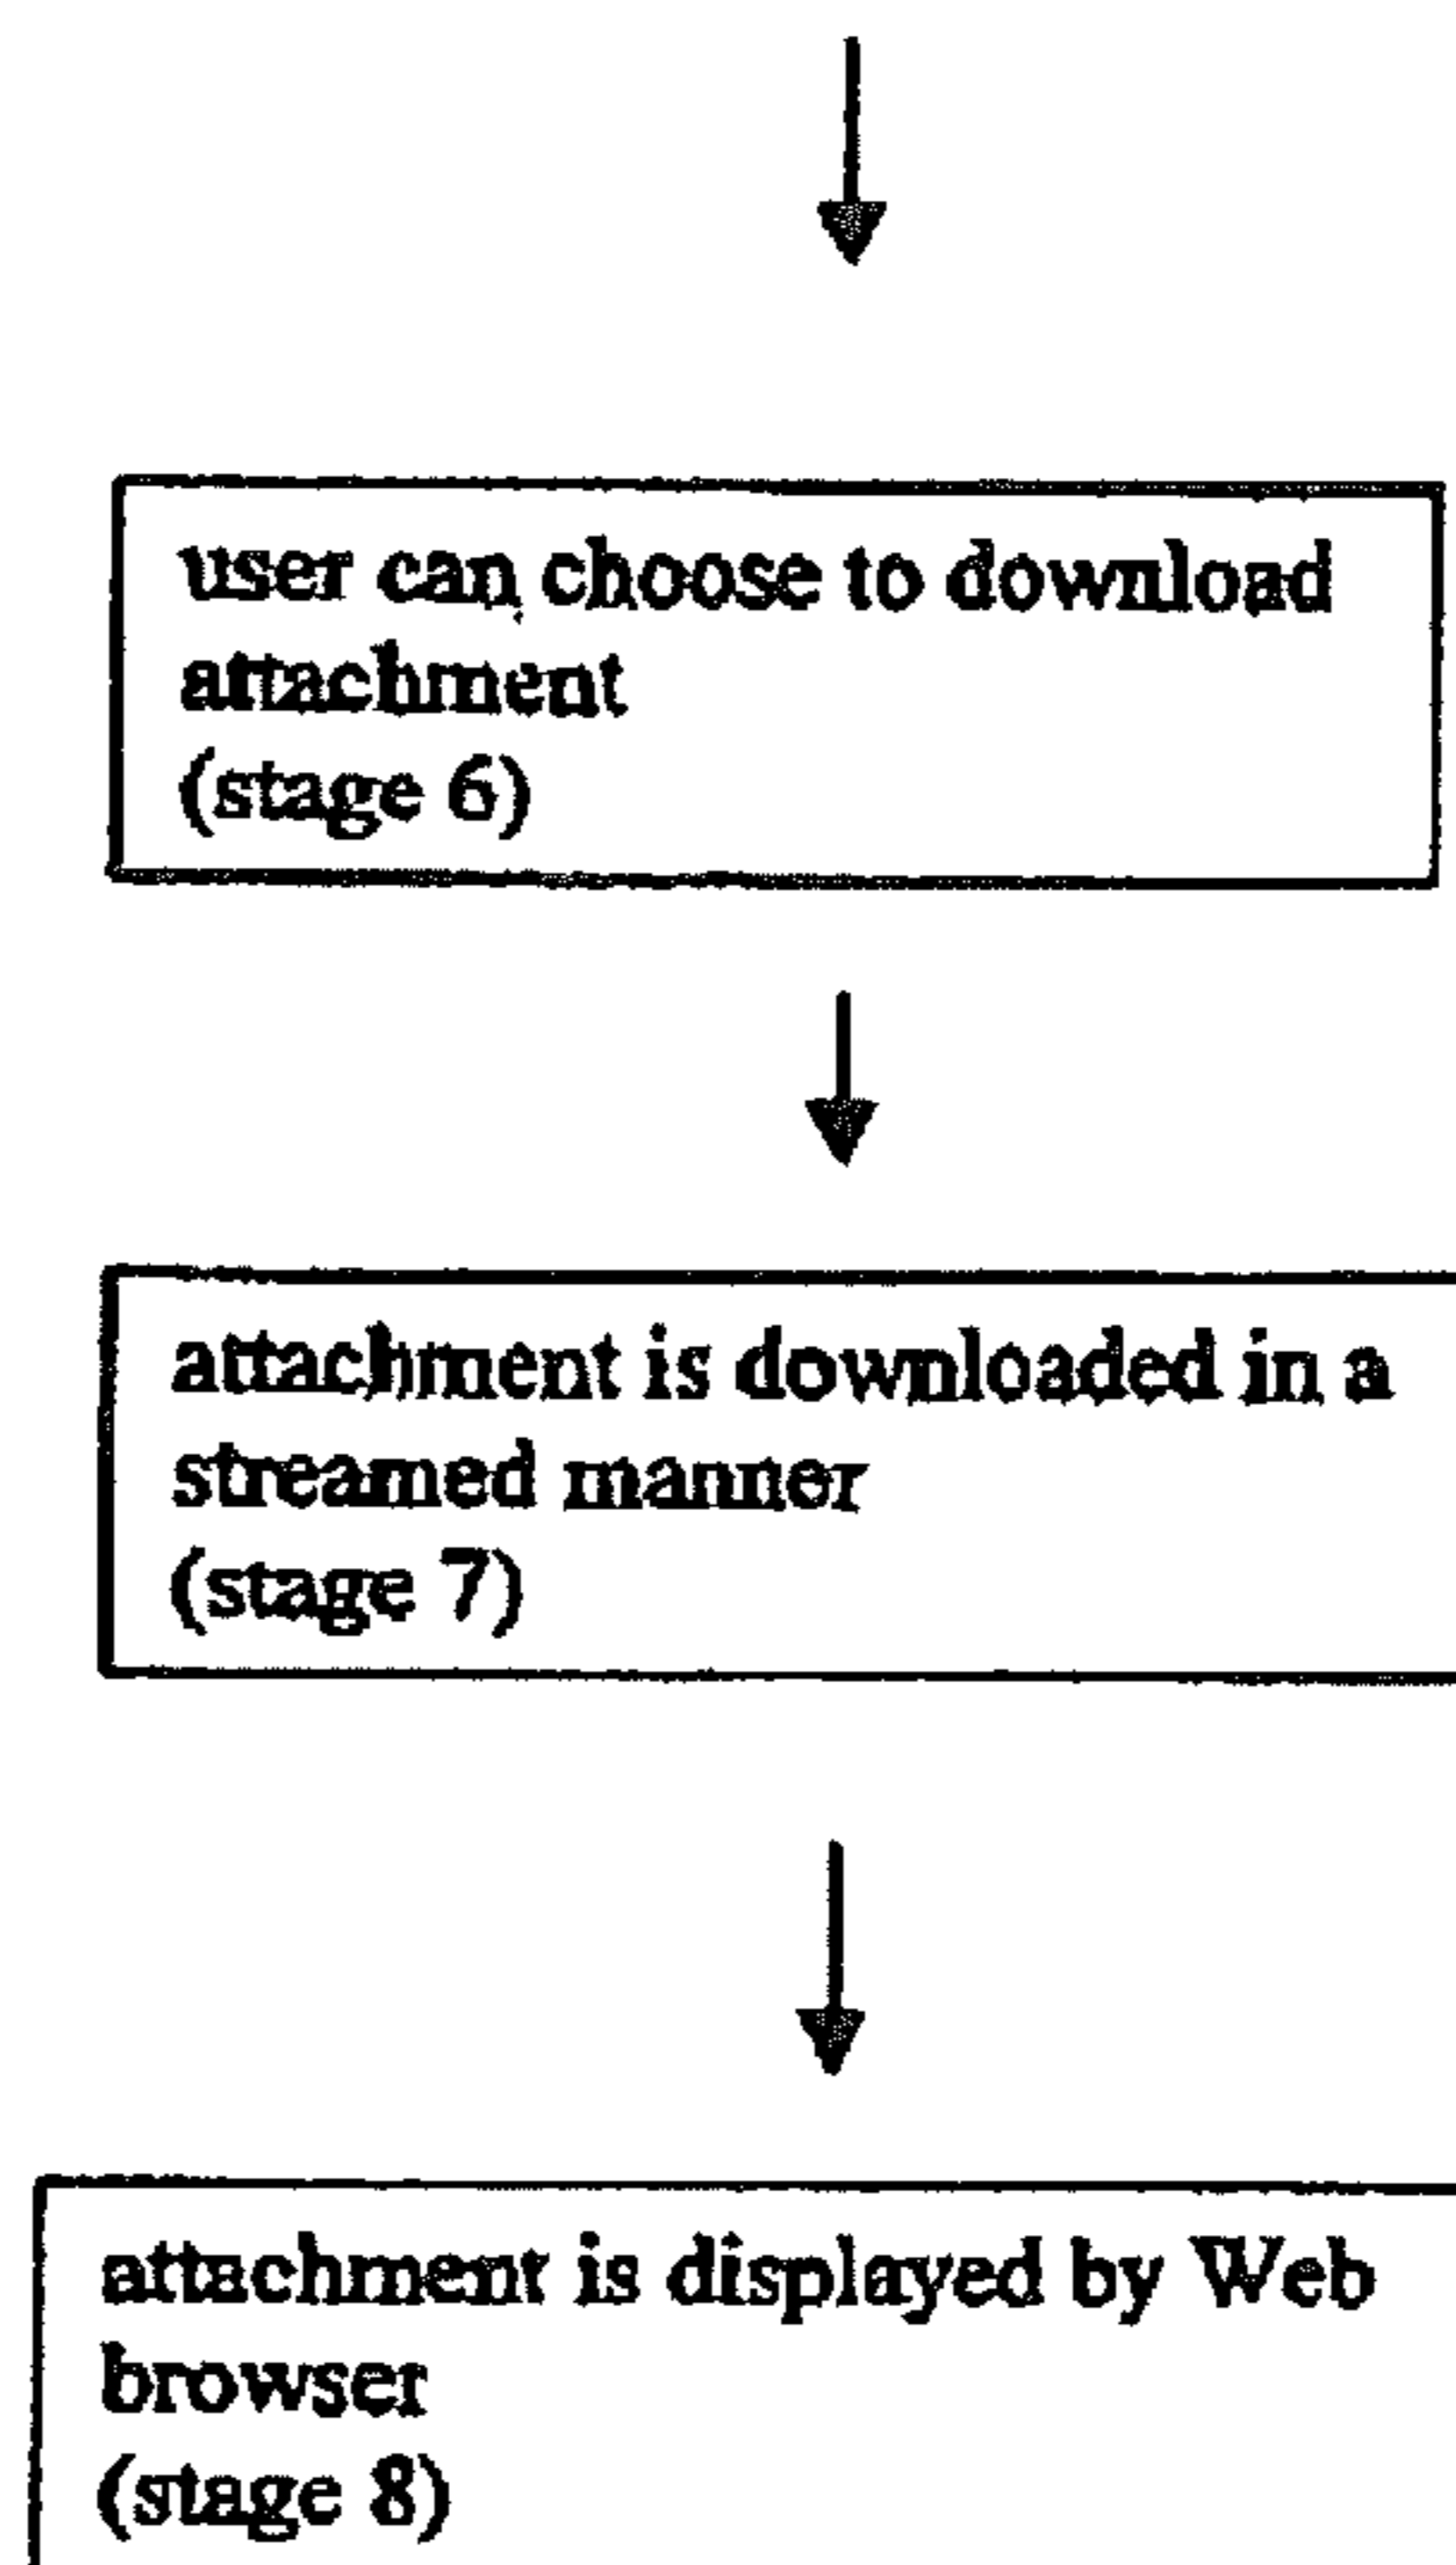 user can choose to download
attachment
(stage 6)
attachment is downloaded in a
streamed manner
(stage 7)
attachment is displayed by Web
browser
(stage 8)